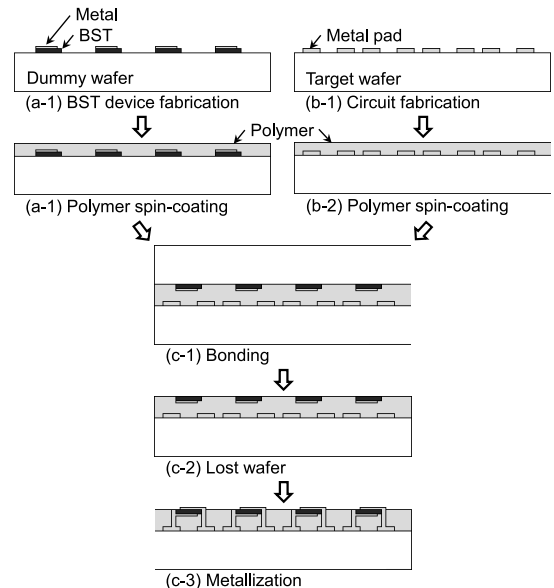 Metal
BST
Dummy wafer
(a-1) BST device fabrication
Metal pad
Target wafer
(b-1) Circuit fabrication
Polymer
(a-1) Polymer spin-coating
(b-2) Polymer spin-coating
(c-1) Bonding
(c-2) Lost wafer
(c-3) Metallization